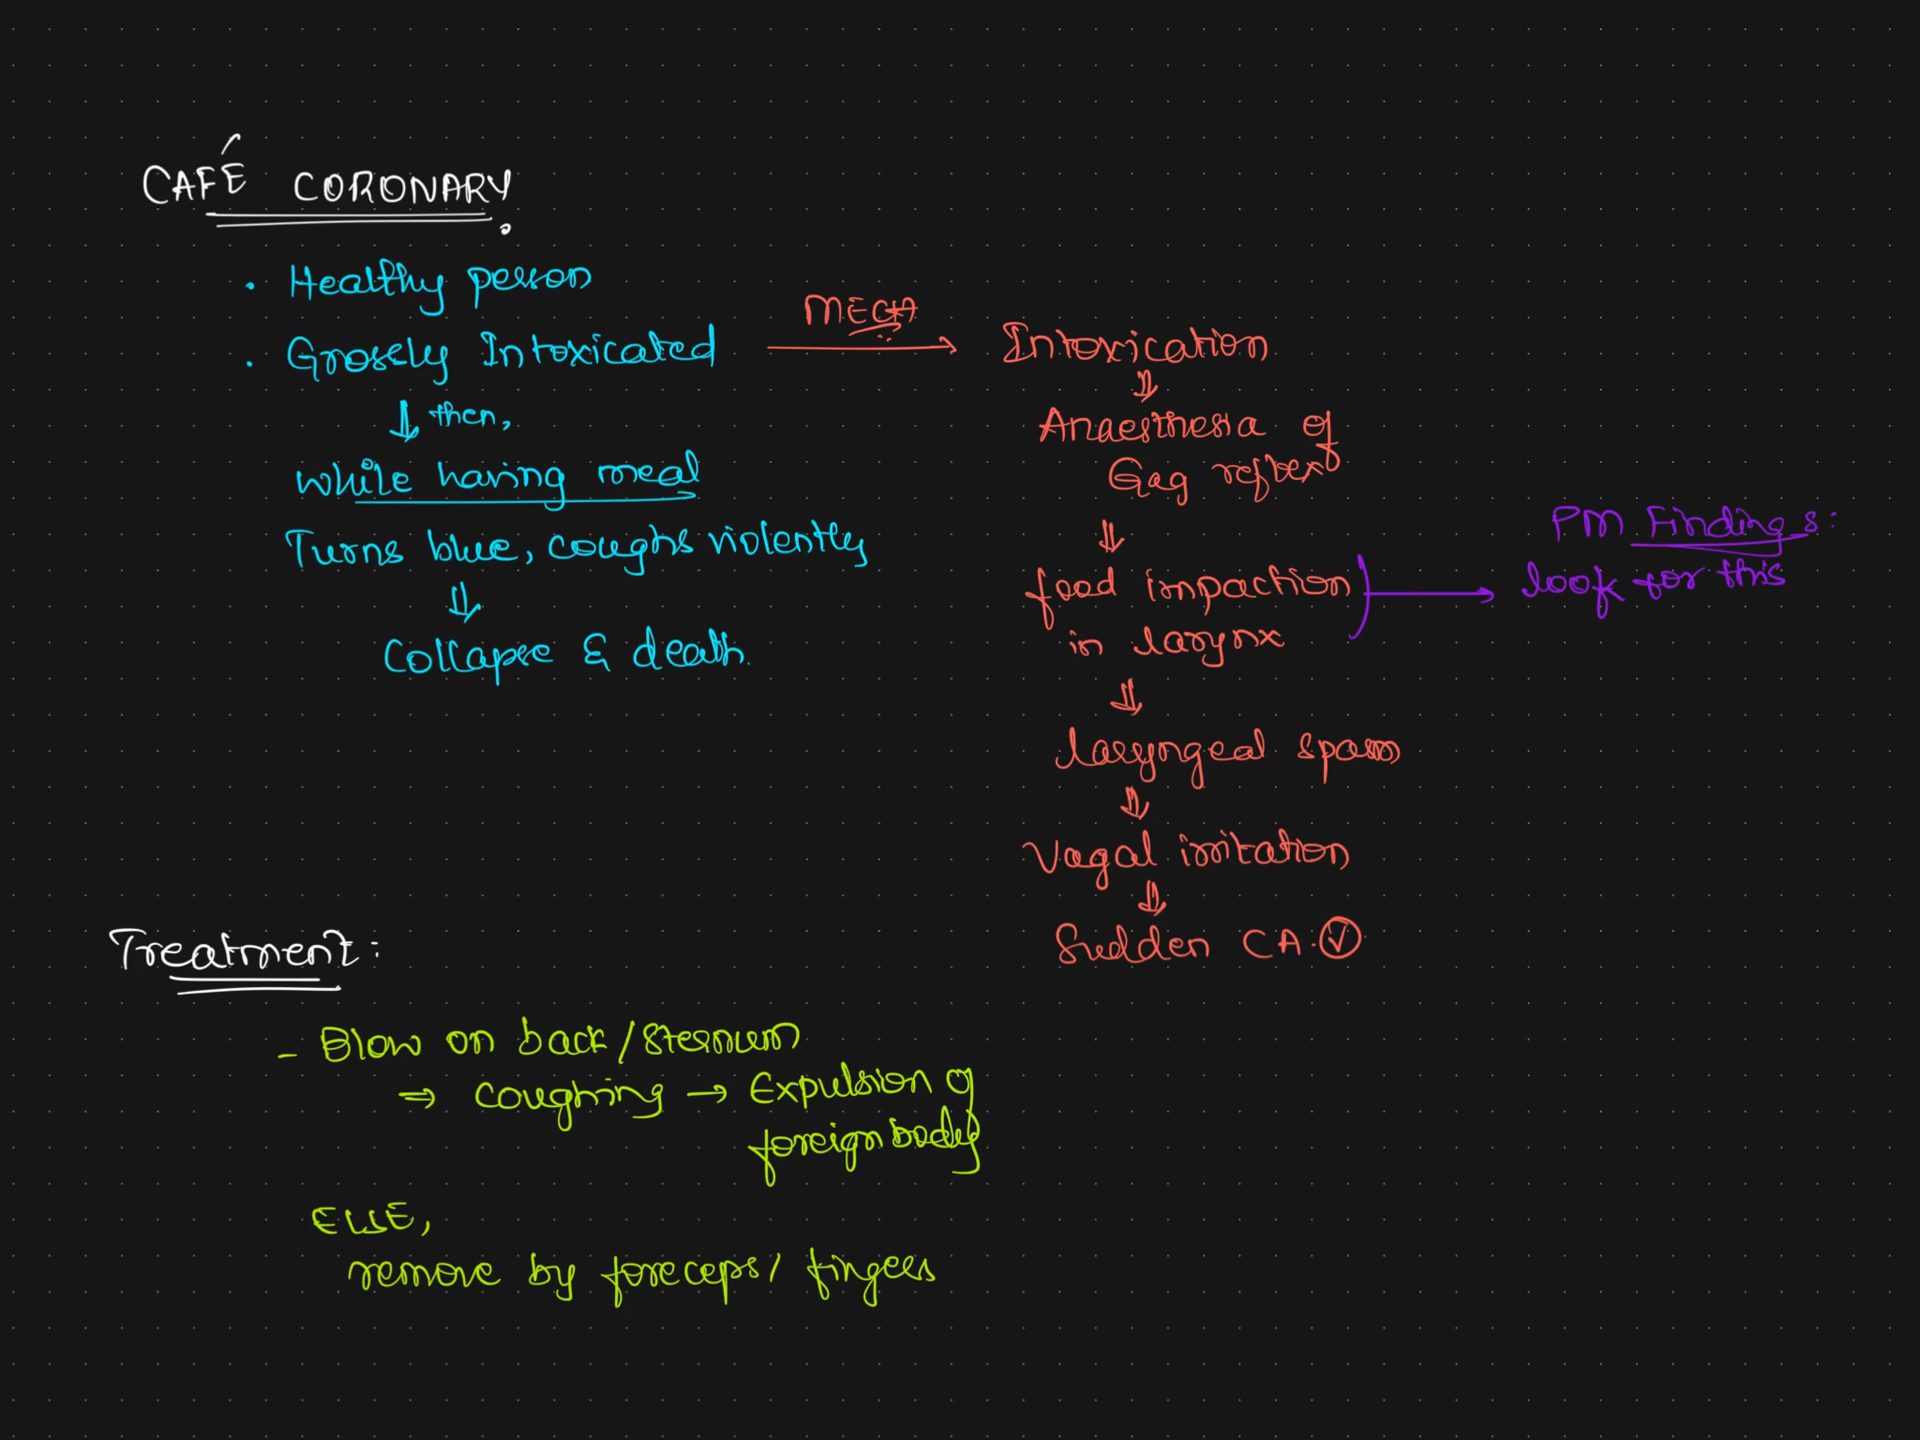 CAFÉ CORONARY
• Healthy person
• Grossly Intoxicated
↓ then,
while having meal
Turns blue, coughs violently
⇓
Collapse & death.
MECH
Intoxication
⇓
Anaesthesia of
Gag reflex
⇓
food impaction
in larynx
⇓
laryngeal spasm
⇓
Vagal irritation
⇓
Sudden CA.
PM Findings:
look for this
Treatment:
- Blow on back/sternum
⇒ coughing → Expulsion of
foreign body
ELSE,
remove by foreceps/ fingers